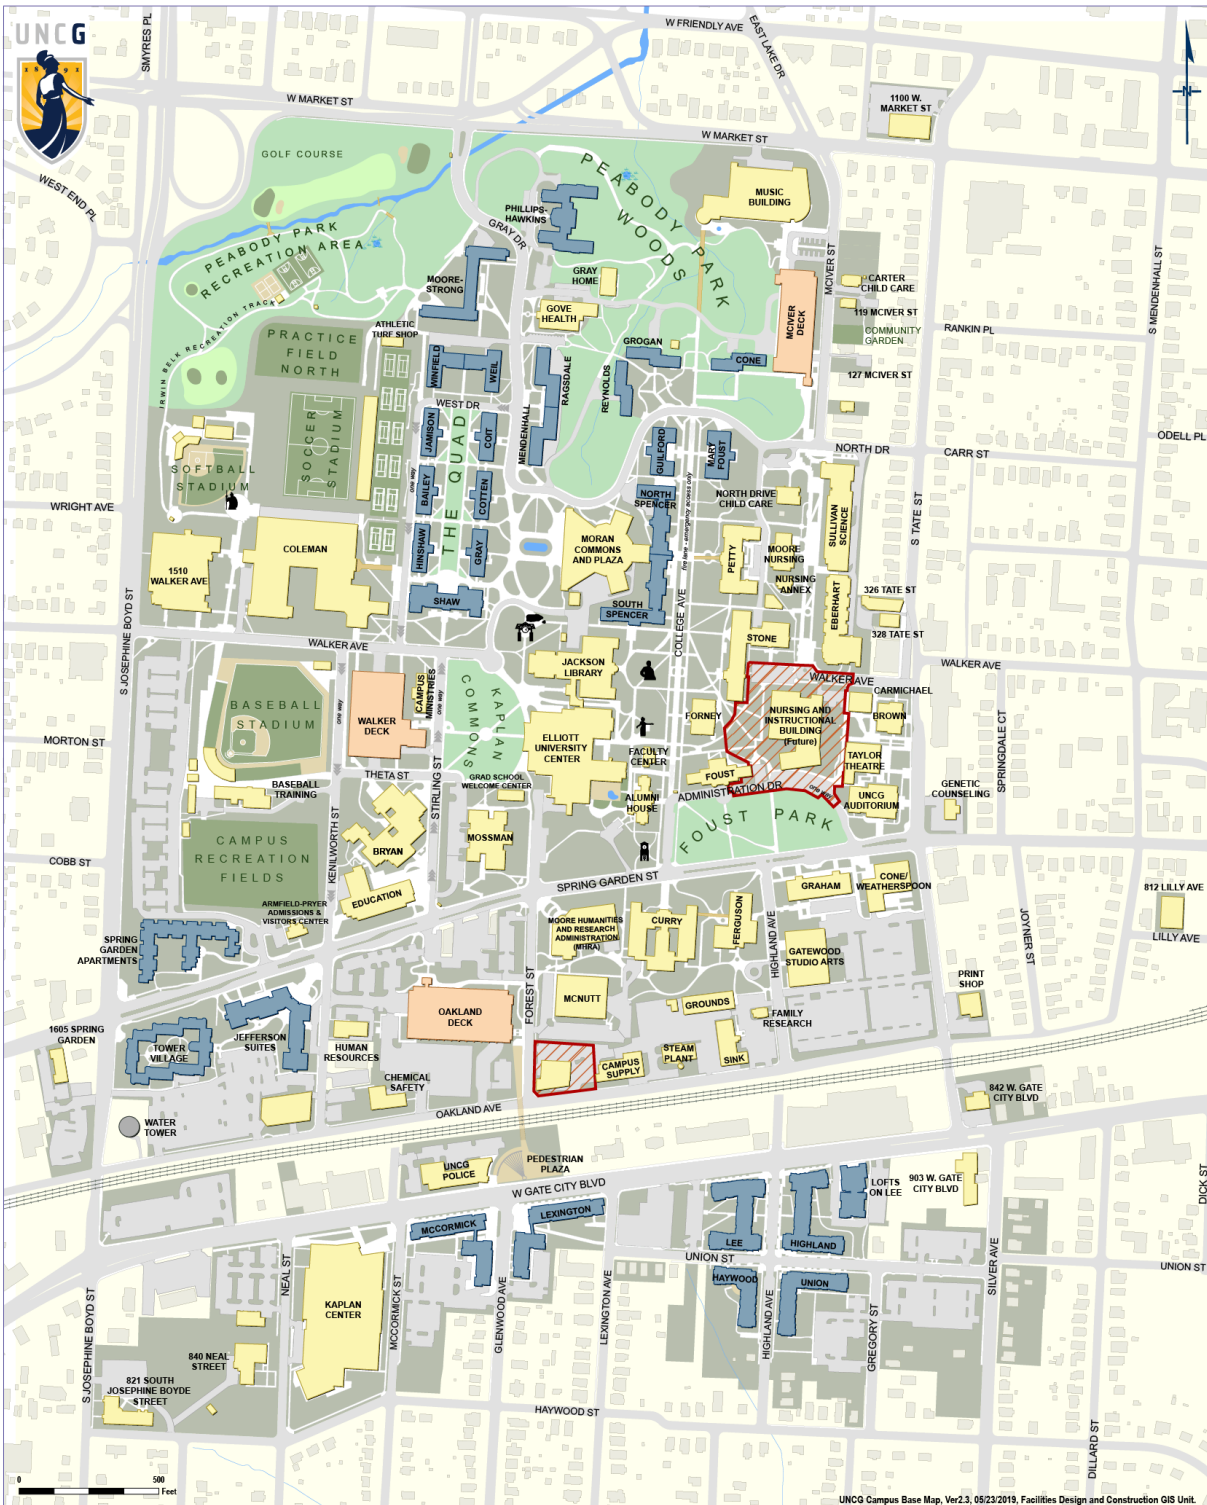 UNCG
1891
SMYRES PL
W FRIENDLY AVE
EAST LAKE DR
W MARKET ST
W MARKET ST
1100 W.
MARKET ST
N
WEST END PL
GOLF COURSE
PEABODY PARK
RECREATION AREA
IRWIN BELK RECREATION TRACK
PEABODY PARK
WOODS
PHILLIPS-
HAWKINS
GRAY DR
MUSIC
BUILDING
MOORE-
STRONG
GRAY
HOME
GOVE
HEALTH
MCIVER
DECK
MCIVER ST
CARTER
CHILD CARE
119 MCIVER ST
COMMUNITY
GARDEN
127 MCIVER ST
RANKIN PL
S MENDENHALL ST
PRACTICE
FIELD
NORTH
ATHLETIC
TURF SHOP
WINFIELD
WEIL
RAGSDALE
MENDENHALL
GROGAN
REYNOLDS
CONE
WEST DR
JAMISON
COIT
THE QUAD
BAILEY
COTTEN
HINSHAW
GRAY
SHAW
one way
SOCCER
STADIUM
SOFTBALL
STADIUM
WRIGHT AVE
GUILFORD
MARY
FOUST
NORTH DR
CARR ST
ODELL PL
S TATE ST
NORTH
SPENCER
fire lane - emergency access only
NORTH DRIVE
CHILD CARE
SULLIVAN
SCIENCE
COLEMAN
1510
WALKER AVE
MORAN
COMMONS
AND PLAZA
PETTY
MOORE
NURSING
NURSING
ANNEX
EBERHART
326 TATE ST
328 TATE ST
SOUTH
SPENCER
COLLEGE AVE
STONE
S JOSEPHINE BOYD ST
WALKER AVE
WALKER AVE
WALKER AVE
JACKSON
LIBRARY
CAMPUS
MINISTRIES
one way
one way
KAPLAN
COMMONS
BASEBALL
STADIUM
WALKER
DECK
MORTON ST
ELLIOTT
UNIVERSITY
CENTER
FORNEY
NURSING AND
INSTRUCTIONAL
BUILDING
(Future)
CARMICHAEL
BROWN
TAYLOR
THEATRE
SPRINGDALE CT
FACULTY
CENTER
FOUST
ADMINISTRATION DR
one way
UNCG
AUDITORIUM
GENETIC
COUNSELING
THETA ST
GRAD SCHOOL
WELCOME CENTER
BASEBALL
TRAINING
ALUMNI
HOUSE
FOUST PARK
STIRLING ST
KENILWORTH ST
CAMPUS
RECREATION
FIELDS
BRYAN
MOSSMAN
COBB ST
EDUCATION
SPRING GARDEN ST
GRAHAM
CONE/
WEATHERSPOON
812 LILLY AVE
LILLY AVE
ARMFIELD-PRYER
ADMISSIONS &
VISITORS CENTER
MOORE HUMANITIES
AND RESEARCH
ADMINISTRATION
(MHRA)
CURRY
FERGUSON
HIGHLAND AVE
GATEWOOD
STUDIO ARTS
JOYNER ST
SPRING
GARDEN
APARTMENTS
FOREST ST
MCNUTT
GROUNDS
FAMILY
RESEARCH
PRINT
SHOP
OAKLAND
DECK
1605 SPRING
GARDEN
TOWER
VILLAGE
JEFFERSON
SUITES
HUMAN
RESOURCES
CHEMICAL
SAFETY
CAMPUS
SUPPLY
STEAM
PLANT
SINK
842 W. GATE
CITY BLVD
OAKLAND AVE
WATER
TOWER
UNCG
POLICE
PEDESTRIAN
PLAZA
W GATE CITY BLVD
LOFTS
ON LEE
903 W. GATE
CITY BLVD
DICK ST
MCCORMICK
LEXINGTON
LEE
HIGHLAND
UNION ST
UNION ST
HAYWOOD
UNION
SILVER AVE
NEAL ST
KAPLAN
CENTER
MCCORMICK ST
GLENWOOD AVE
LEXINGTON AVE
HIGHLAND AVE
GREGORY ST
S JOSEPHINE BOYD ST
840 NEAL
STREET
821 SOUTH
JOSEPHINE BOYDE
STREET
HAYWOOD ST
DILLARD ST
0 500
Feet
UNCG Campus Base Map, Ver2.3, 05/23/2019, Facilities Design and Construction GIS Unit.